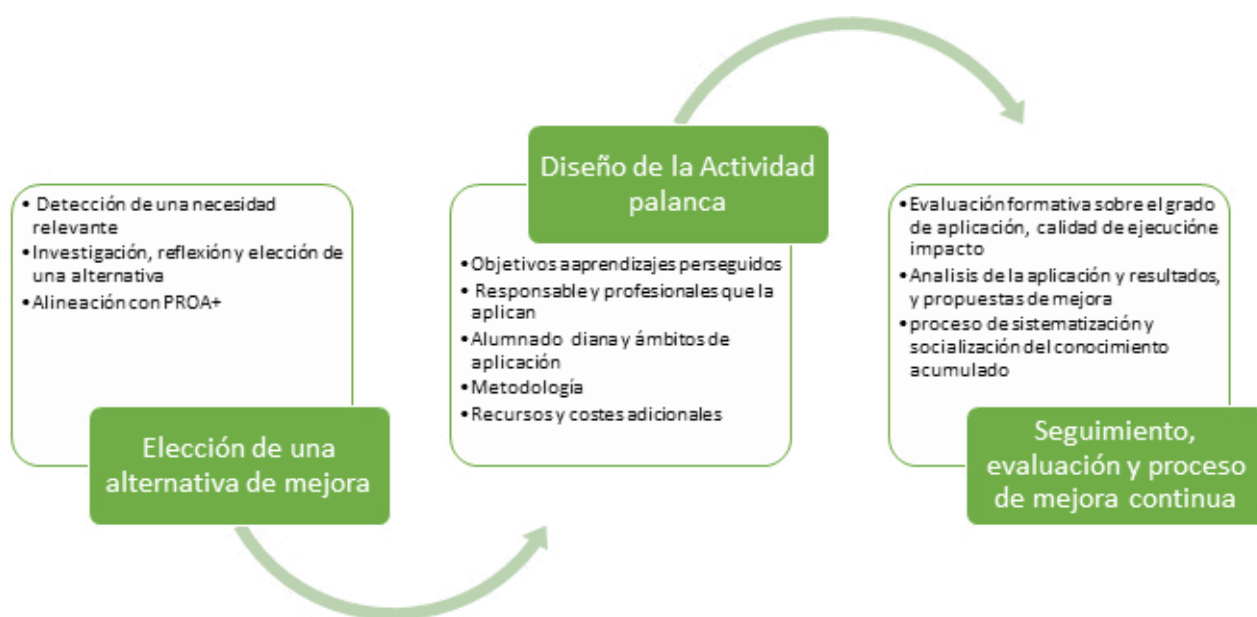 • Detección de una necesidad
relevante
• Investigación, reflexión y elección de
una alternativa
• Alineación con PROA+
Elección de una
alternativa de mejora
Diseño de la Actividad
palanca
• Objetivos aaprendizajes perseguidos
• Responsable y profesionales que la
aplican
• Alumnado diana y ámbitos de
aplicación
• Metodología
• Recursos y costes adicionales
• Evaluación formativa sobre el grado
de aplicación, calidad de ejecucióne
impacto
• Analisis de la aplicación y resultados,
y propuestas de mejora
• proceso de sistematización y
socialización del conocimiento
acumulado
Seguimiento,
evaluación y proceso
de mejora continua